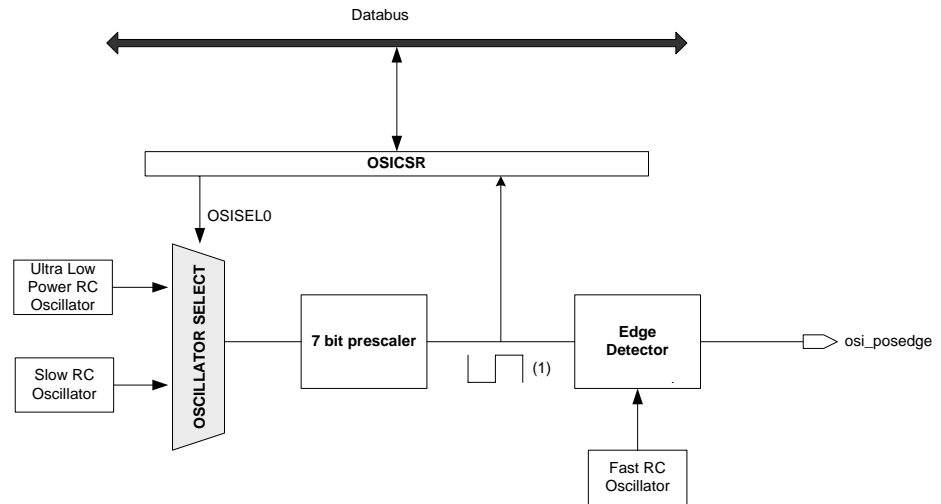 Databus
OSICSR
OSISEL0
Ultra Low
Power RC
Oscillator
OSCILLATOR SELECT
7 bit prescaler
Edge
Detector
osi_posedge
(1)
Slow RC
Oscillator
Fast RC
Oscillator